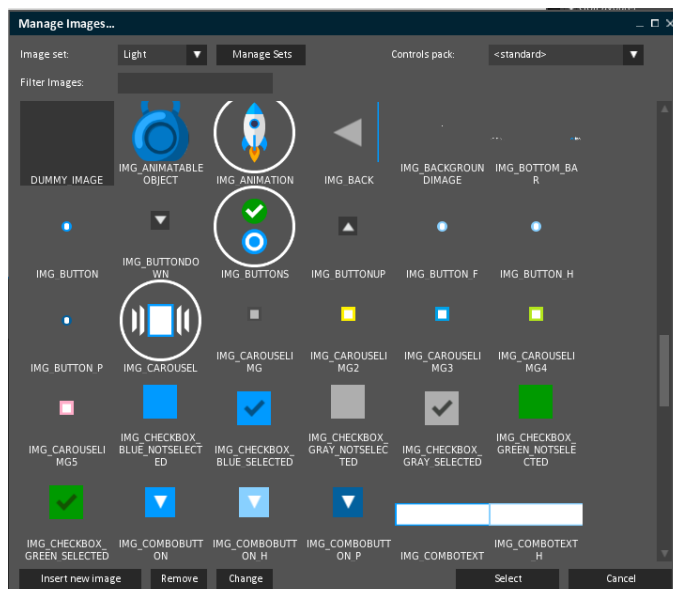 Manage Images...
Image set:
Light
Manage Sets
Controls pack:
<standard>
Filter Images:
DUMMY_IMAGE
IMG_ANIMATABLE
OBJECT
IMG_ANIMATION
IMG_BACK
IMG_BACKGROUN
DIMAGE
IMG_BOTTOM_BA
R
IMG_BUTTON
IMG_BUTTONDO
WN
IMG_BUTTONS
IMG_BUTTONUP
IMG_BUTTON_F
IMG_BUTTON_H
IMG_BUTTON_P
IMG_CAROUSEL
IMG_CAROUSELI
MG
IMG_CAROUSELI
MG2
IMG_CAROUSELI
MG3
IMG_CAROUSELI
MG4
IMG_CAROUSELI
MG5
IMG_CHECKBOX_
BLUE_NOTSELECT
ED
IMG_CHECKBOX_
BLUE_SELECTED
IMG_CHECKBOX_
GRAY_NOTSELEC
TED
IMG_CHECKBOX_
GRAY_SELECTED
IMG_CHECKBOX_
GREEN_NOTSELE
CTED
IMG_CHECKBOX_
GREEN_SELECTED
IMG_COMBOBUTT
ON
IMG_COMBOBUTT
ON_H
IMG_COMBOBUTT
ON_P
IMG_COMBOTEXT
IMG_COMBOTEXT
_H
Insert new image
Remove
Change
Select
Cancel